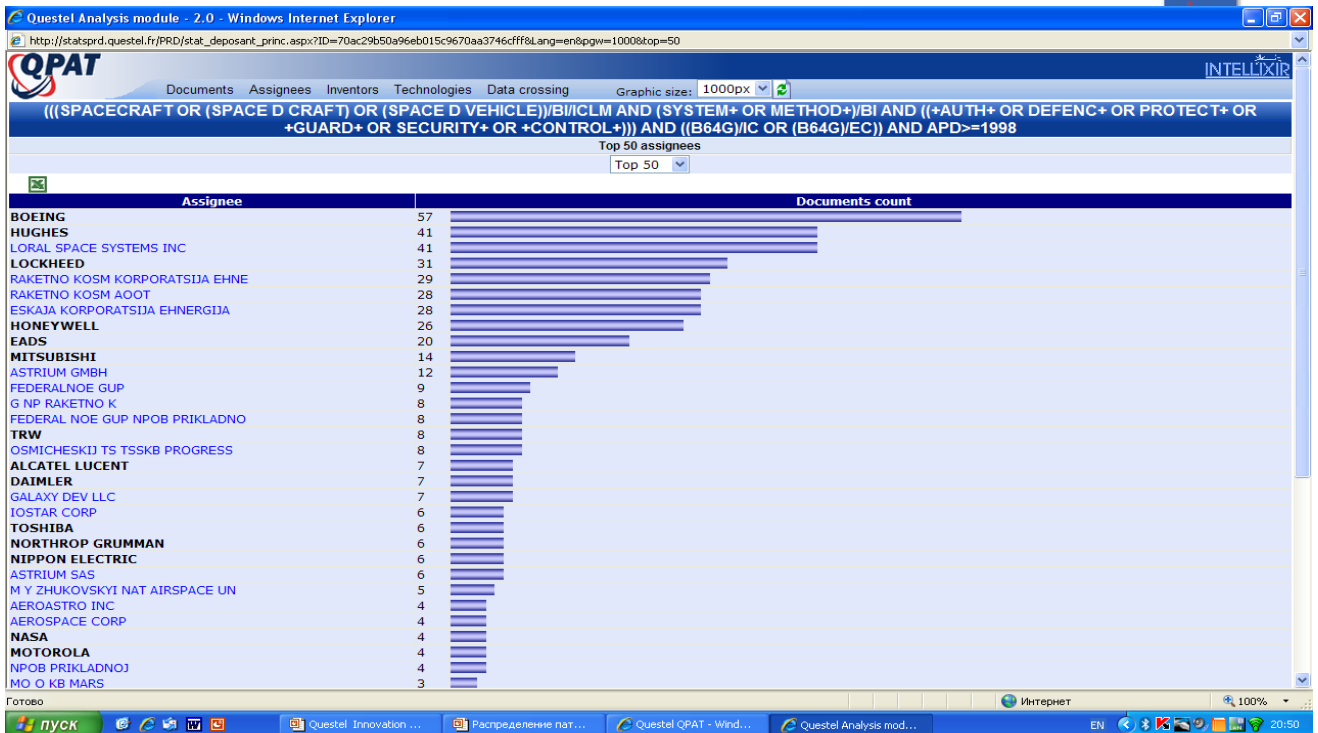 Questel Analysis module - 2.0 - Windows Internet Explorer
http://statsprd.questel.fr/PRD/stat_deposant_princ.aspx?ID=70ac29b50a96eb015c9670aa3746cfff&Lang=en&pgw=1000&top=50
QPAT
INTELLIXIR
Documents Assignees Inventors Technologies Data crossing Graphic size: 1000px
(((SPACECRAFT OR (SPACE D CRAFT) OR (SPACE D VEHICLE))/BI/ICLM AND (SYSTEM+ OR METHOD+)/BI AND ((+AUTH+ OR DEFENC+ OR PROTECT+ OR
+GUARD+ OR SECURITY+ OR +CONTROL+))) AND ((B64G)/IC OR (B64G)/EC)) AND APD>=1998
Top 50 assignees
Top 50
Assignee Documents count
BOEING 57
HUGHES 41
LORAL SPACE SYSTEMS INC 41
LOCKHEED 31
RAKETNO KOSM KORPORATSIJA EHNE 29
RAKETNO KOSM AOOT 28
ESKAJA KORPORATSIJA EHNERGIJA 28
HONEYWELL 26
EADS 20
MITSUBISHI 14
ASTRIUM GMBH 12
FEDERALNOE GUP 9
G NP RAKETNO K 8
FEDERAL NOE GUP NPOB PRIKLADNO 8
TRW 8
OSMICHESKIJ TS TSSKB PROGRESS 8
ALCATEL LUCENT 7
DAIMLER 7
GALAXY DEV LLC 7
IOSTAR CORP 6
TOSHIBA 6
NORTHROP GRUMMAN 6
NIPPON ELECTRIC 6
ASTRIUM SAS 6
M Y ZHUKOVSKYI NAT AIRSPACE UN 5
AEROASTRO INC 4
AEROSPACE CORP 4
NASA 4
MOTOROLA 4
NPOB PRIKLADNOJ 4
MO O KB MARS 3
Готово Интернет 100%
пуск Questel Innovation ... Распределение пат... Questel QPAT - Wind... Questel Analysis mod... EN 20:50